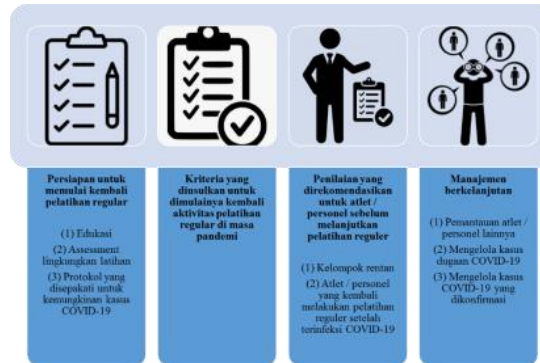 Persiapan untuk
memulai kembali
pelatihan regular
(1) Edukasi
(2) Assessment
lingkungkan latihan
(3) Protokol yang
disepakati untuk
kemungkinan kasus
COVID-19
Kriteria yang
diusulkan untuk
dimulainya kembali
aktivitas pelatihan
regular di masa
pandemi
Penilaian yang
direkomendasikan
untuk atlet /
personel sebelum
melanjutkan
pelatihan reguler
(1) Kelompok rentan
(2) Atlet / personel
yang kembali
melakukan pelatihan
reguler setelah
terinfeksi COVID-19
Manajemen
berkelanjutan
(1) Pemantauan atlet /
personel lainnya
(2) Mengelola kasus
dugaan COVID-19
(3) Mengelola kasus
COVID-19 yang
dikonfirmasi